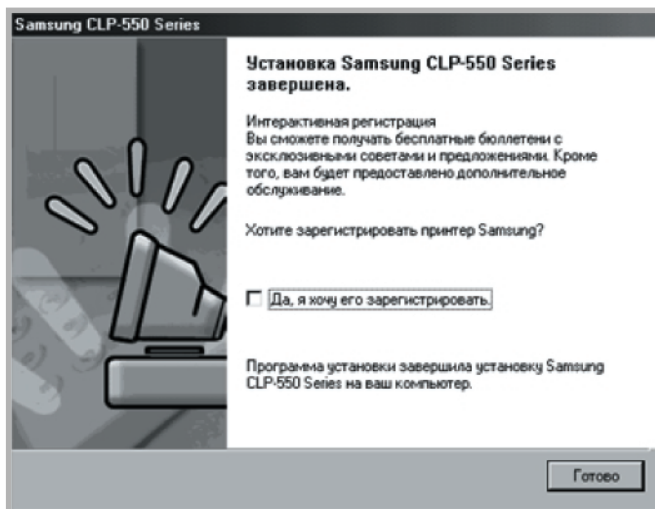 Samsung CLP-550 Series
Установка Samsung CLP-550 Series
завершена.
Интерактивная регистрация
Вы сможете получать бесплатные бюллетени с
эксклюзивными советами и предложениями. Кроме
того, вам будет предоставлено дополнительное
обслуживание.
Хотите зарегистрировать принтер Samsung?
Да, я хочу его зарегистрировать.
Программа установки завершила установку Samsung
CLP-550 Series на ваш компьютер.
Готово